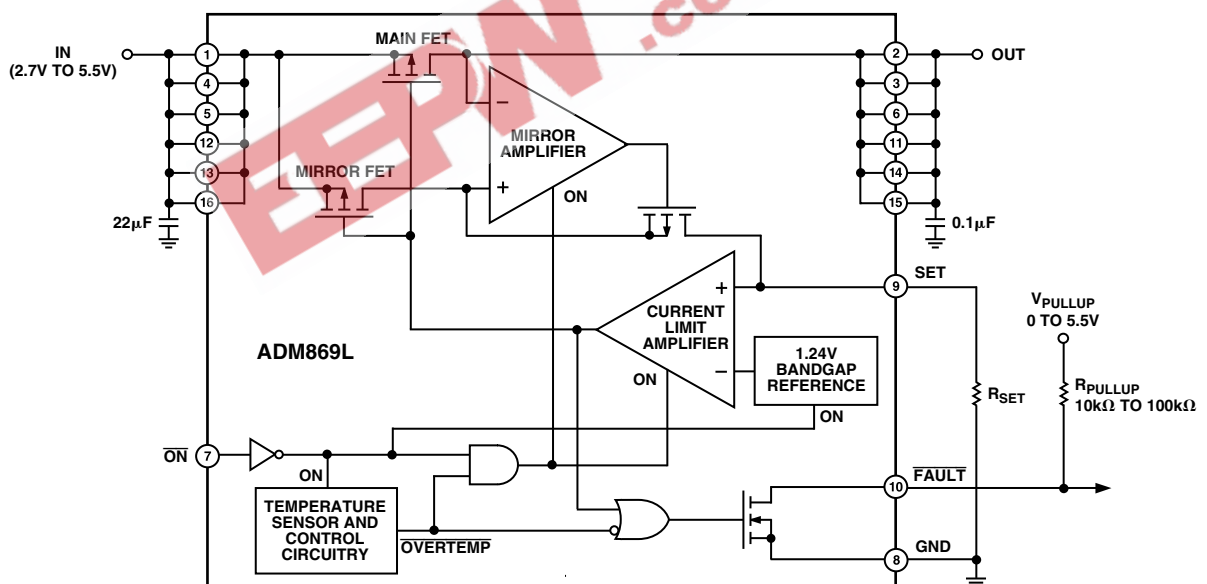 EEPW.co
MAIN FET
IN
(2.7V TO 5.5V)
1
4
5
12
13
16
22µF
MIRROR FET
−
MIRROR
AMPLIFIER
+
ON
2
3
6
11
14
15
OUT
0.1µF
SET
9
+
CURRENT
LIMIT
AMPLIFIER
−
ON
1.24V
BANDGAP
REFERENCE
ON
VPULLUP
0 TO 5.5V
RSET
RPULLUP
10kΩ TO 100kΩ
ADM869L
ON
7
ON
TEMPERATURE
SENSOR AND
CONTROL
CIRCUITRY
OVERTEMP
FAULT
10
GND
8